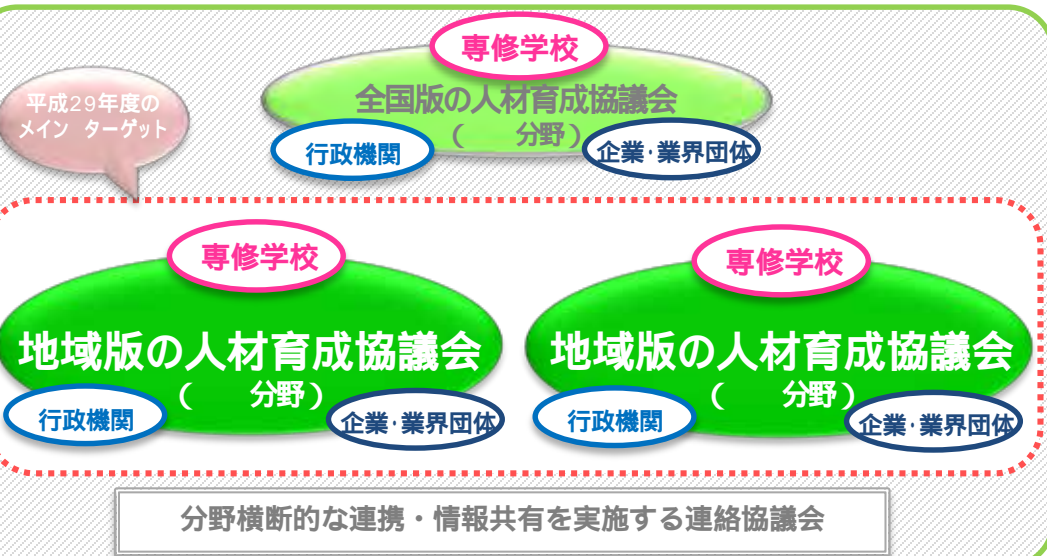 専修学校
平成29年度の
メイン ターゲット
全国版の人材育成協議会
（　　分野）
行政機関
企業・業界団体
専修学校
地域版の人材育成協議会
（　　分野）
行政機関
企業・業界団体
専修学校
地域版の人材育成協議会
（　　分野）
行政機関
企業・業界団体
分野横断的な連携・情報共有を実施する連絡協議会